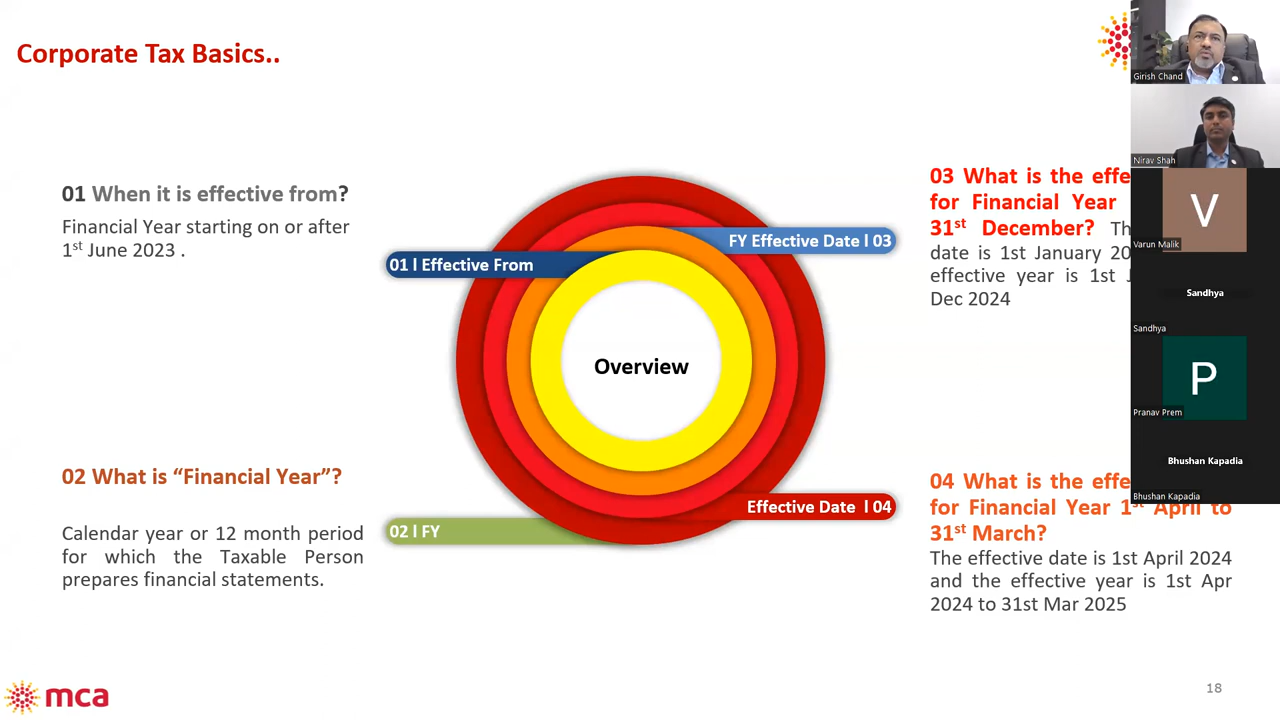 Corporate Tax Basics..
01 When it is effective from?
Financial Year starting on or after
1st June 2023 .
02 What is “Financial Year”?
Calendar year or 12 month period
for which the Taxable Person
prepares financial statements.
01 l Effective From
FY Effective Date l 03
Overview
02 l FY
Effective Date l 04
03 What is the
for Financial Year
31st December?
date is 1st January
effective year is 1st
Dec 2024
04 What is the
for Financial Year 1st April to
31st March?
The effective date is 1st April 2024
and the effective year is 1st Apr
2024 to 31st Mar 2025
Girish Chand
Nirav Shah
V
Varun Malik
Sandhya
Sandhya
P
Pranav Prem
Bhushan Kapadia
Bhushan Kapadia
mca
18